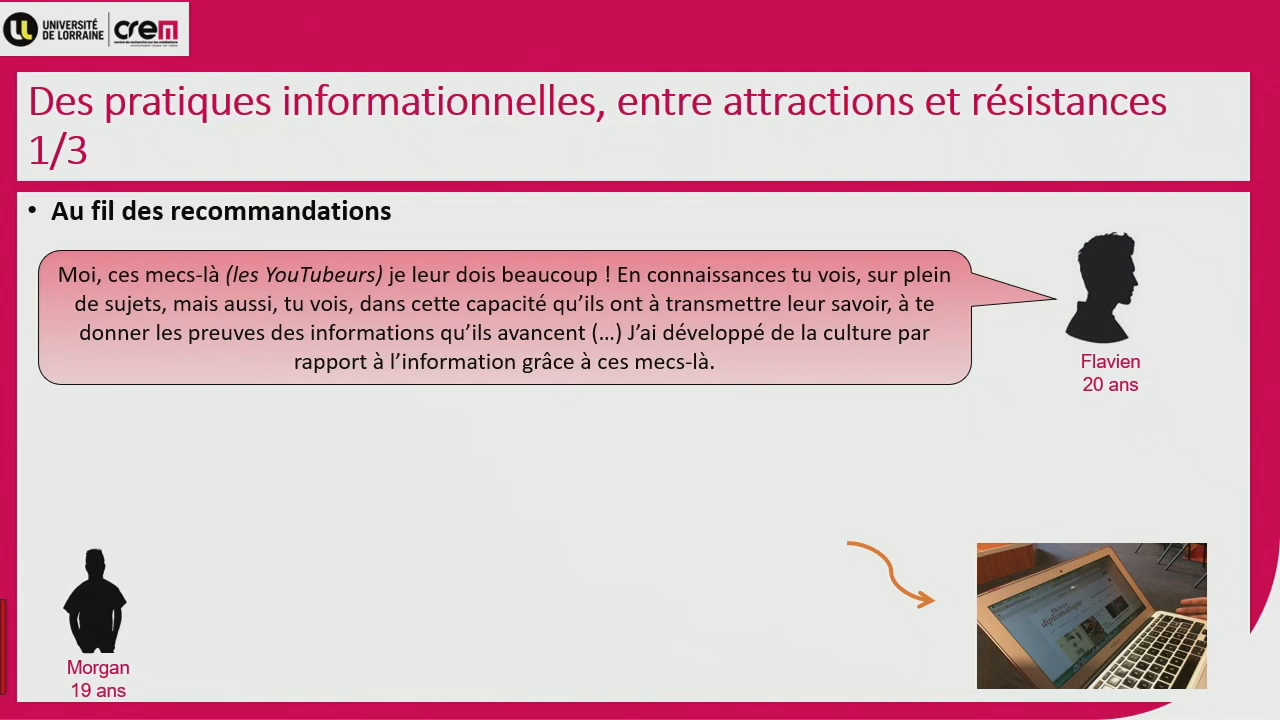 UNIVERSITÉ
DE LORRAINE
crem
Des pratiques informationnelles, entre attractions et résistances
1/3
• Au fil des recommandations
Moi, ces mecs-là (les YouTubeurs) je leur dois beaucoup ! En connaissances tu vois, sur plein
de sujets, mais aussi, tu vois, dans cette capacité qu’ils ont à transmettre leur savoir, à te
donner les preuves des informations qu’ils avancent (…) J’ai développé de la culture par
rapport à l’information grâce à ces mecs-là.
Flavien
20 ans
diplomatique
Morgan
19 ans